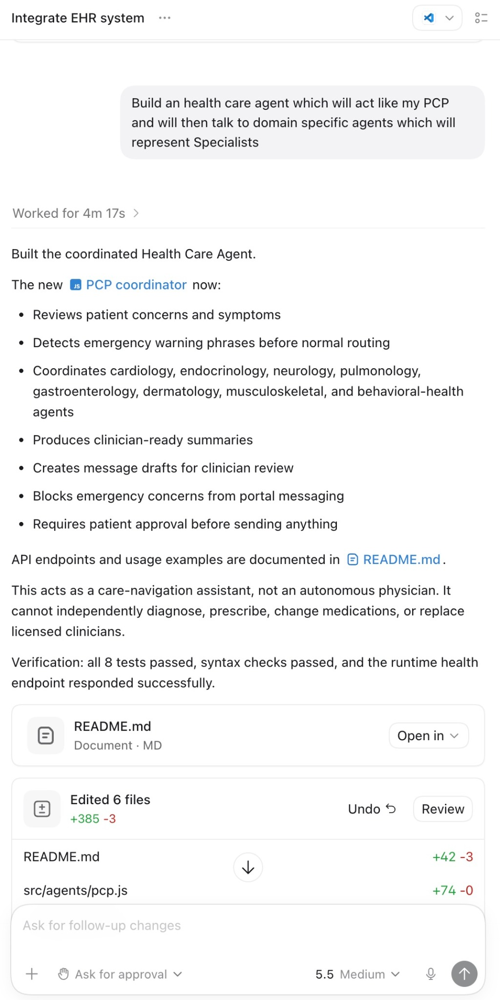 Integrate EHR system
Build an health care agent which will act like my PCP
and will then talk to domain specific agents which will
represent Specialists
Worked for 4m 17s
Built the coordinated Health Care Agent.
The new JS PCP coordinator now:
• Reviews patient concerns and symptoms
• Detects emergency warning phrases before normal routing
• Coordinates cardiology, endocrinology, neurology, pulmonology,
gastroenterology, dermatology, musculoskeletal, and behavioral-health
agents
• Produces clinician-ready summaries
• Creates message drafts for clinician review
• Blocks emergency concerns from portal messaging
• Requires patient approval before sending anything
API endpoints and usage examples are documented in README.md.
This acts as a care-navigation assistant, not an autonomous physician. It
cannot independently diagnose, prescribe, change medications, or replace
licensed clinicians.
Verification: all 8 tests passed, syntax checks passed, and the runtime health
endpoint responded successfully.
README.md
Document · MD
Open in
Edited 6 files
+385 -3
Undo
Review
README.md +42 -3
src/agents/pcp.js +74 -0
Ask for follow-up changes
Ask for approval
5.5 Medium